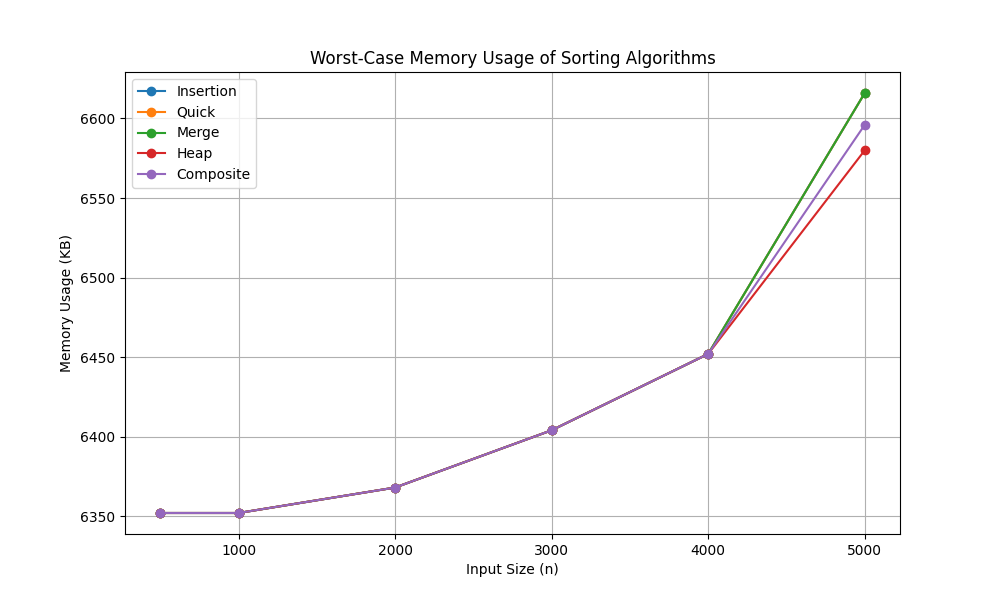 Worst-Case Memory Usage of Sorting Algorithms
Insertion
Quick
Merge
Heap
Composite
6600
6550
6500
6450
6400
6350
Memory Usage (KB)
1000 2000 3000 4000 5000
Input Size (n)